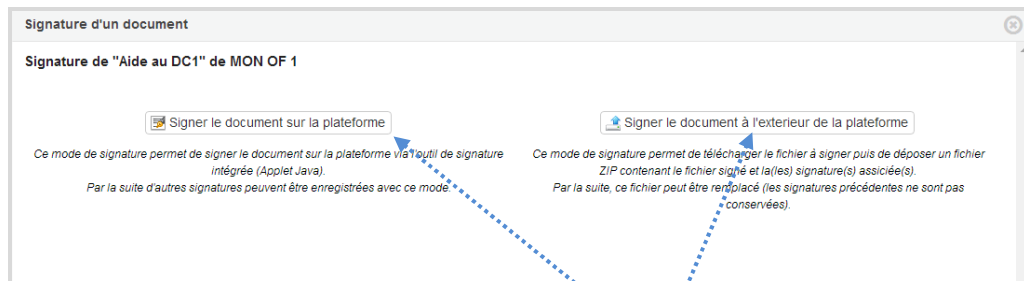 Signature d'un document
Signature de "Aide au DC1" de MON OF 1
Signer le document sur la plateforme
Ce mode de signature permet de signer le document sur la plateforme via l'outil de signature
intégrée (Applet Java).
Par la suite d'autres signatures peuvent être enregistrées avec ce mode.
Signer le document à l'exterieur de la plateforme
Ce mode de signature permet de télécharger le fichier à signer puis de déposer un fichier
ZIP contenant le fichier signé et la(les) signature(s) assiciée(s).
Par la suite, ce fichier peut être remplacé (les signatures précédentes ne sont pas
conservées).